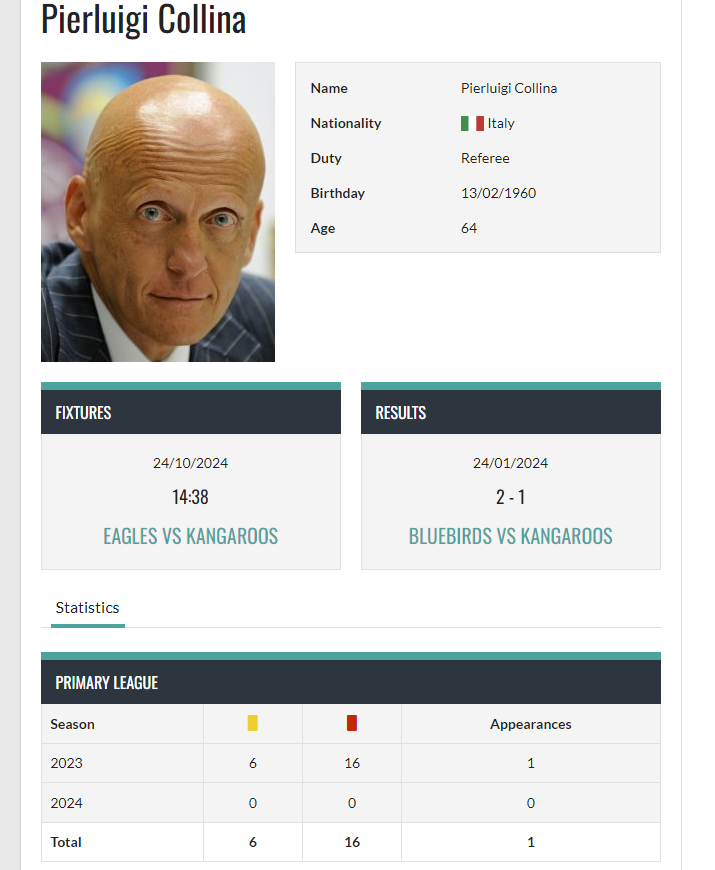 Pierluigi Collina
Name Pierluigi Collina
Nationality Italy
Duty Referee
Birthday 13/02/1960
Age 64
FIXTURES
24/10/2024
14:38
EAGLES VS KANGAROOS
RESULTS
24/01/2024
2 - 1
BLUEBIRDS VS KANGAROOS
Statistics
PRIMARY LEAGUE
Season Appearances
2023 6 16 1
2024 0 0 0
Total 6 16 1